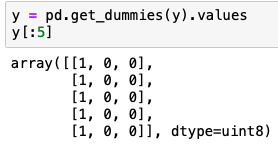 y = pd.get_dummies(y).values
y[:5]
array([[1, 0, 0],
       [1, 0, 0],
       [1, 0, 0],
       [1, 0, 0],
       [1, 0, 0]], dtype=uint8)